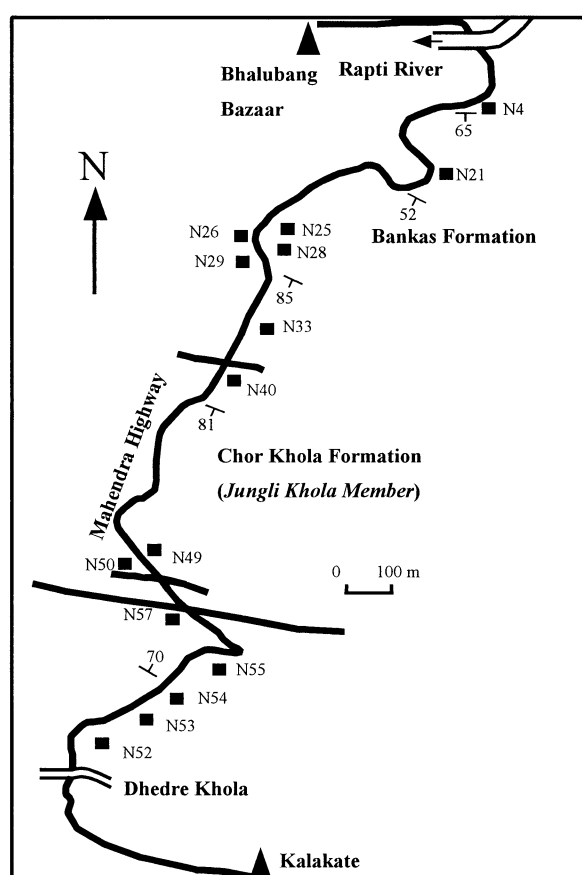 Bhalubang
Bazaar
Rapti River
N4
65
N21
52
Bankas Formation
N
N26
N25
N28
N29
85
N33
N40
81
Mahendra Highway
Chor Khola Formation
(Jungli Khola Member)
N49
N50
0 100 m
N57
70
N55
N54
N53
N52
Dhedre Khola
Kalakate